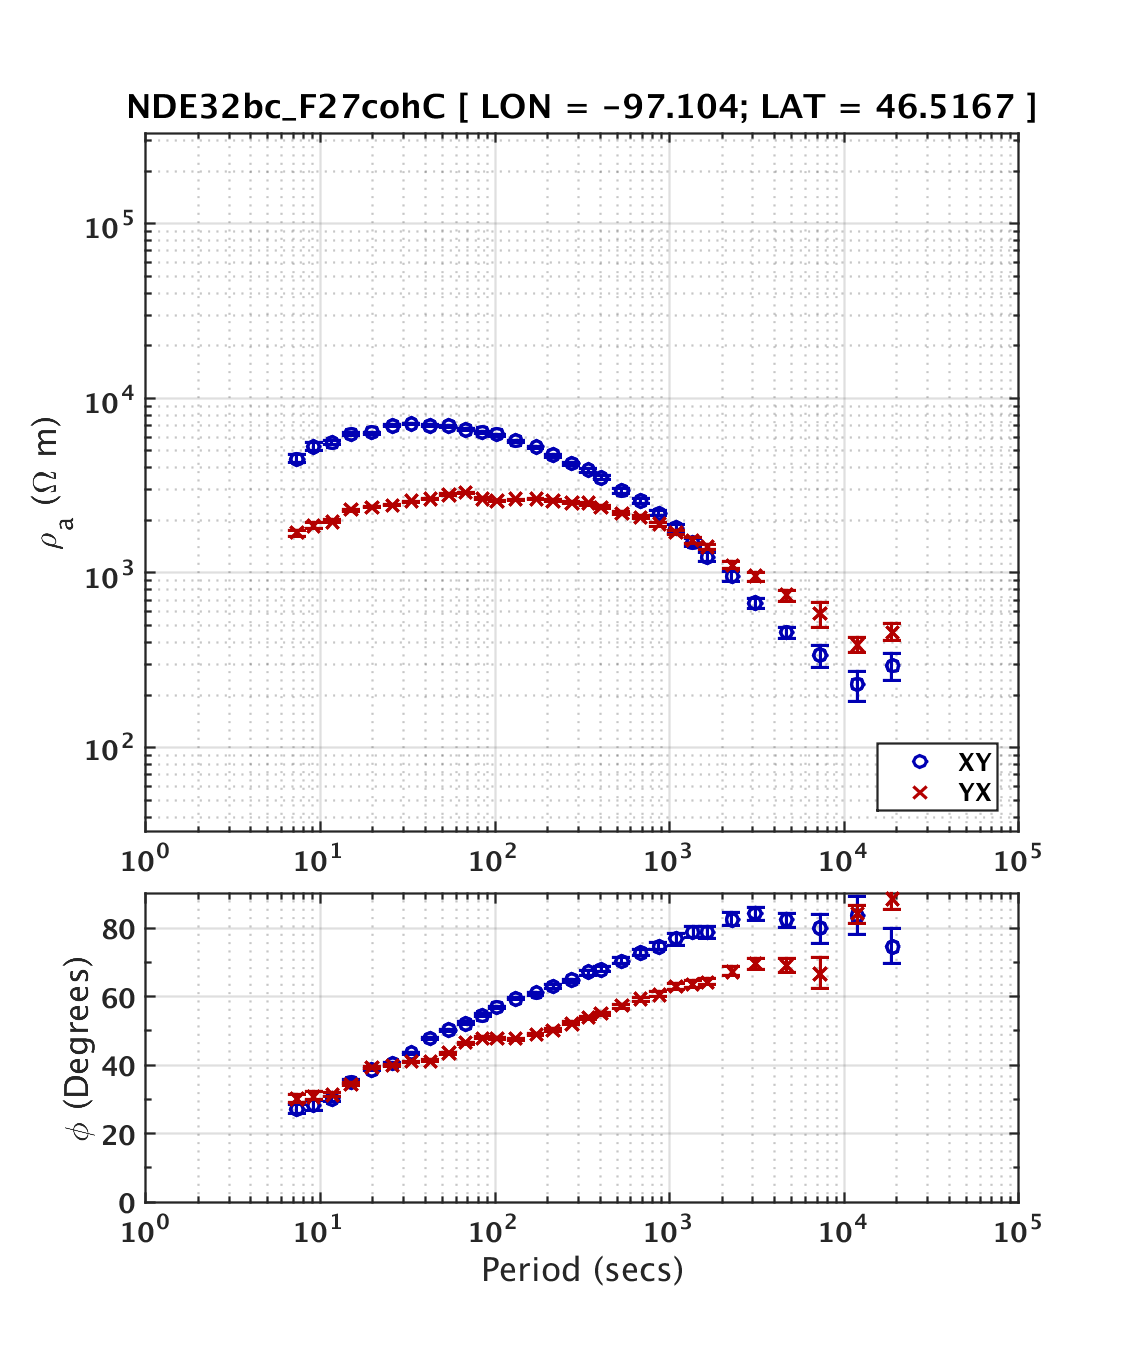 NDE32bc_F27cohC [ LON = -97.104; LAT = 46.5167 ]
ρa (Ω m)
10^5
10^4
10^3
10^2
XY
YX
10^0 10^1 10^2 10^3 10^4 10^5
ϕ (Degrees)
80
60
40
20
0
10^0 10^1 10^2 10^3 10^4 10^5
Period (secs)